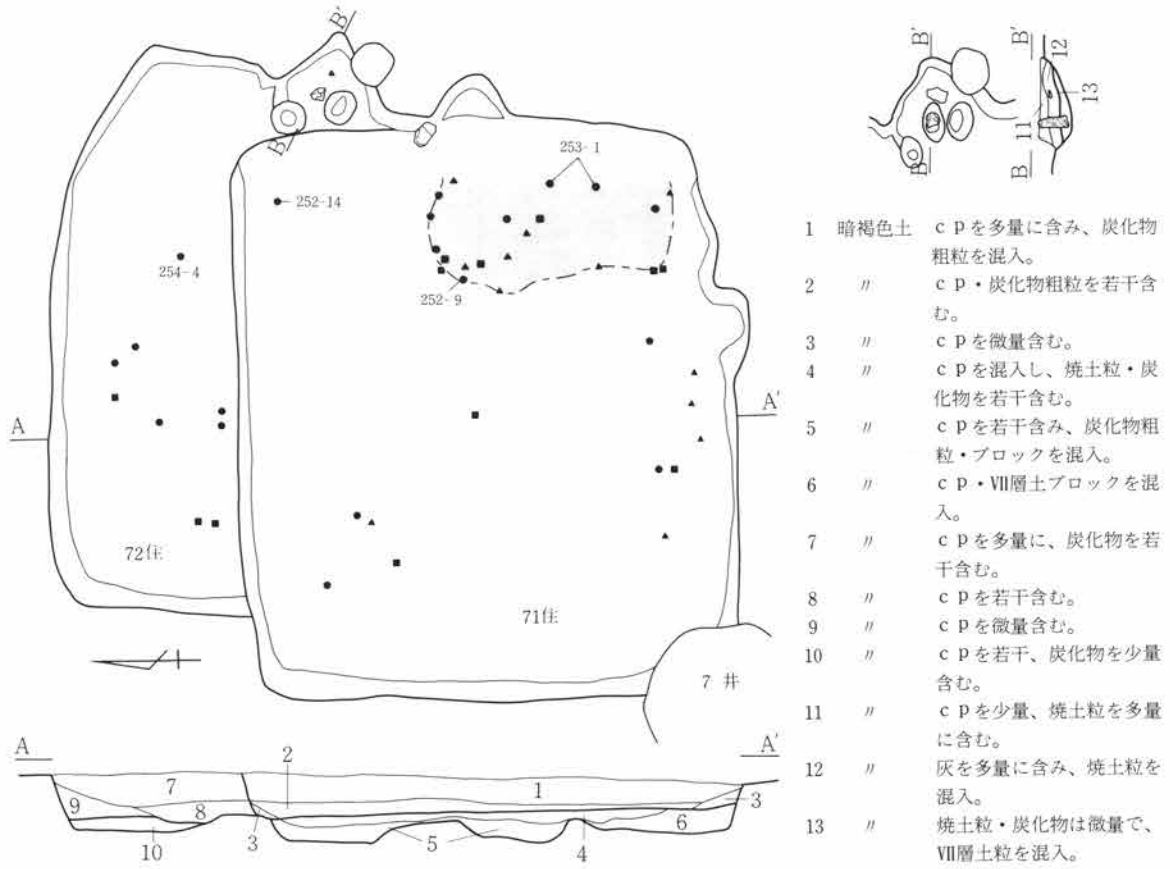 B′
B
253-1
252-14
254-4
252-9
A
A′
72住
71住
7 井
A
A′
2
7
1
9
8
3
3
6
10
5
4
B′
B′
12
13
11
B
B
1 暗褐色土 cpを多量に含み、炭化物
粗粒を混入。
2 〃 cp・炭化物粗粒を若干含
む。
3 〃 cpを微量含む。
4 〃 cpを混入し、焼土粒・炭
化物を若干含む。
5 〃 cpを若干含み、炭化物粗
粒・ブロックを混入。
6 〃 cp・Ⅶ層土ブロックを混
入。
7 〃 cpを多量に、炭化物を若
干含む。
8 〃 cpを若干含む。
9 〃 cpを微量含む。
10 〃 cpを若干、炭化物を少量
含む。
11 〃 cpを少量、焼土粒を多量
に含む。
12 〃 灰を多量に含み、焼土粒を
混入。
13 〃 焼土粒・炭化物は微量で、
Ⅶ層土粒を混入。